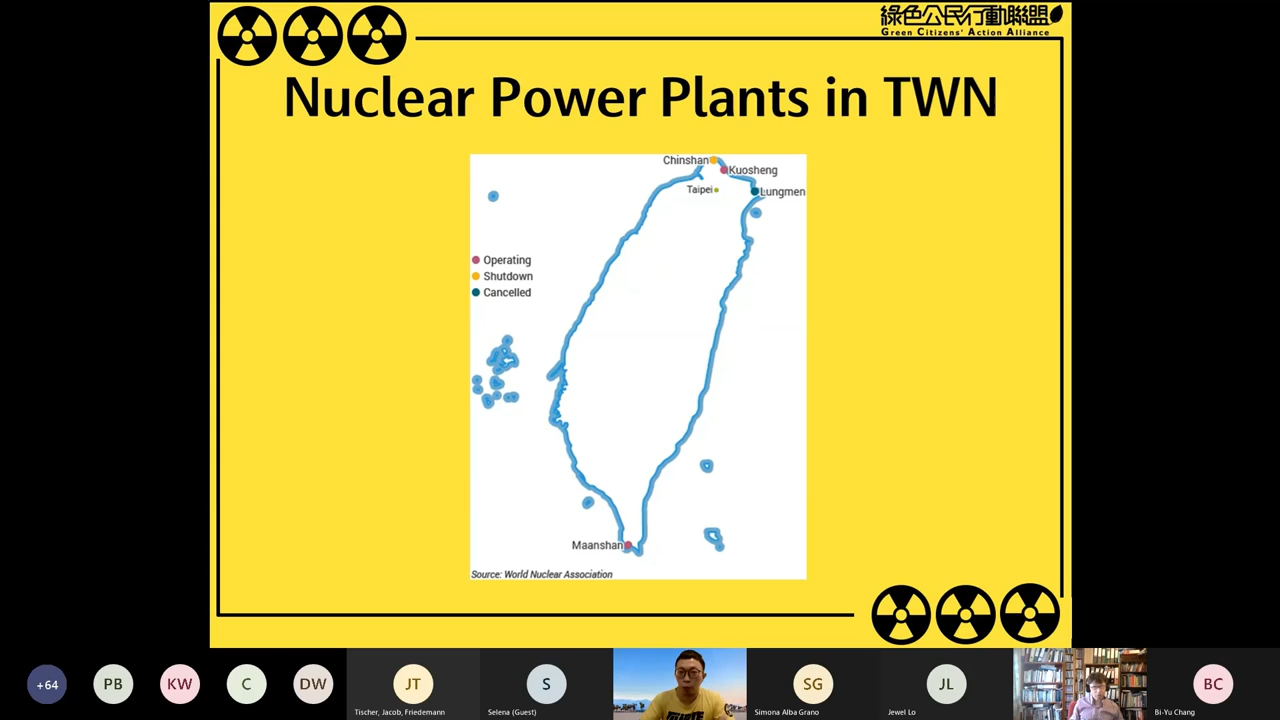 綠色公民行動聯盟
Green Citizens' Action Alliance
Nuclear Power Plants in TWN
Chinshan
Kuosheng
Taipei
Lungmen
Operating
Shutdown
Cancelled
Maanshan
Source: World Nuclear Association
+64
PB
KW
C
DW
JT
Tischer, Jacob, Friedemann
S
Selena (Guest)
SG
Simona Alba Grano
JL
Jewel Lo
BC
Bi-Yu Chang